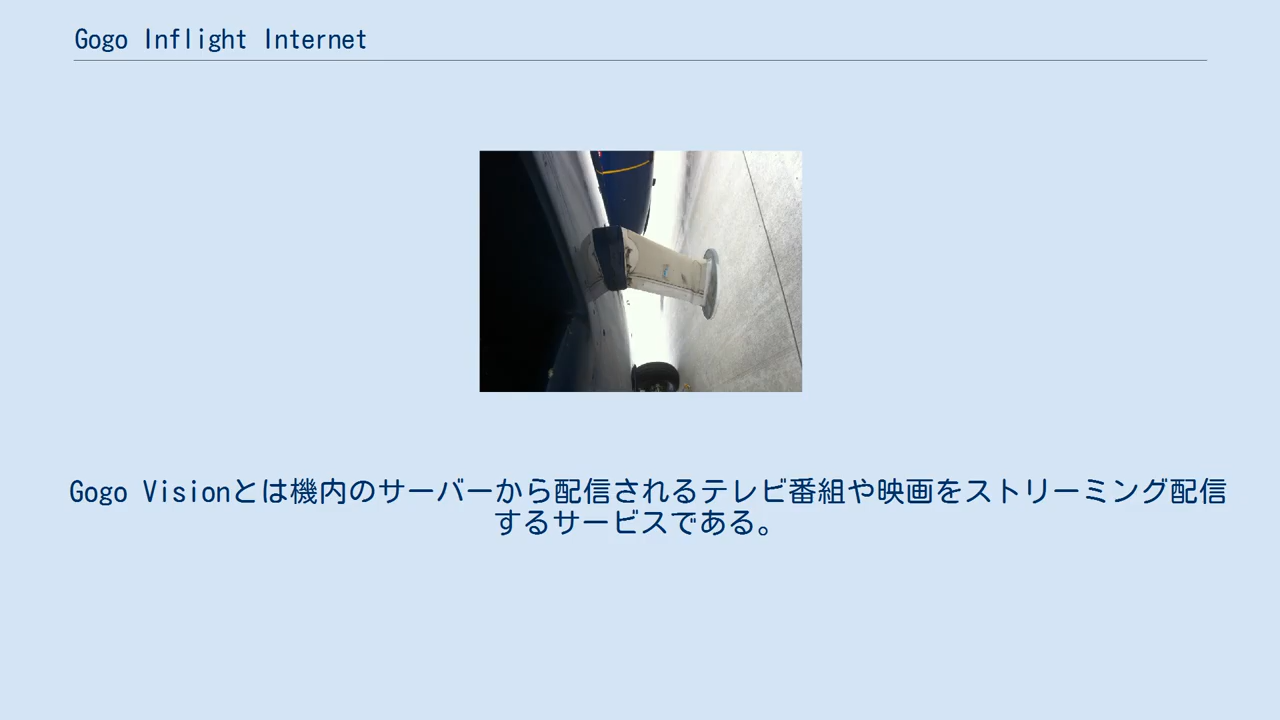 Gogo Inflight Internet
Gogo Visionとは機内のサーバーから配信されるテレビ番組や映画をストリーミング配信
するサービスである。